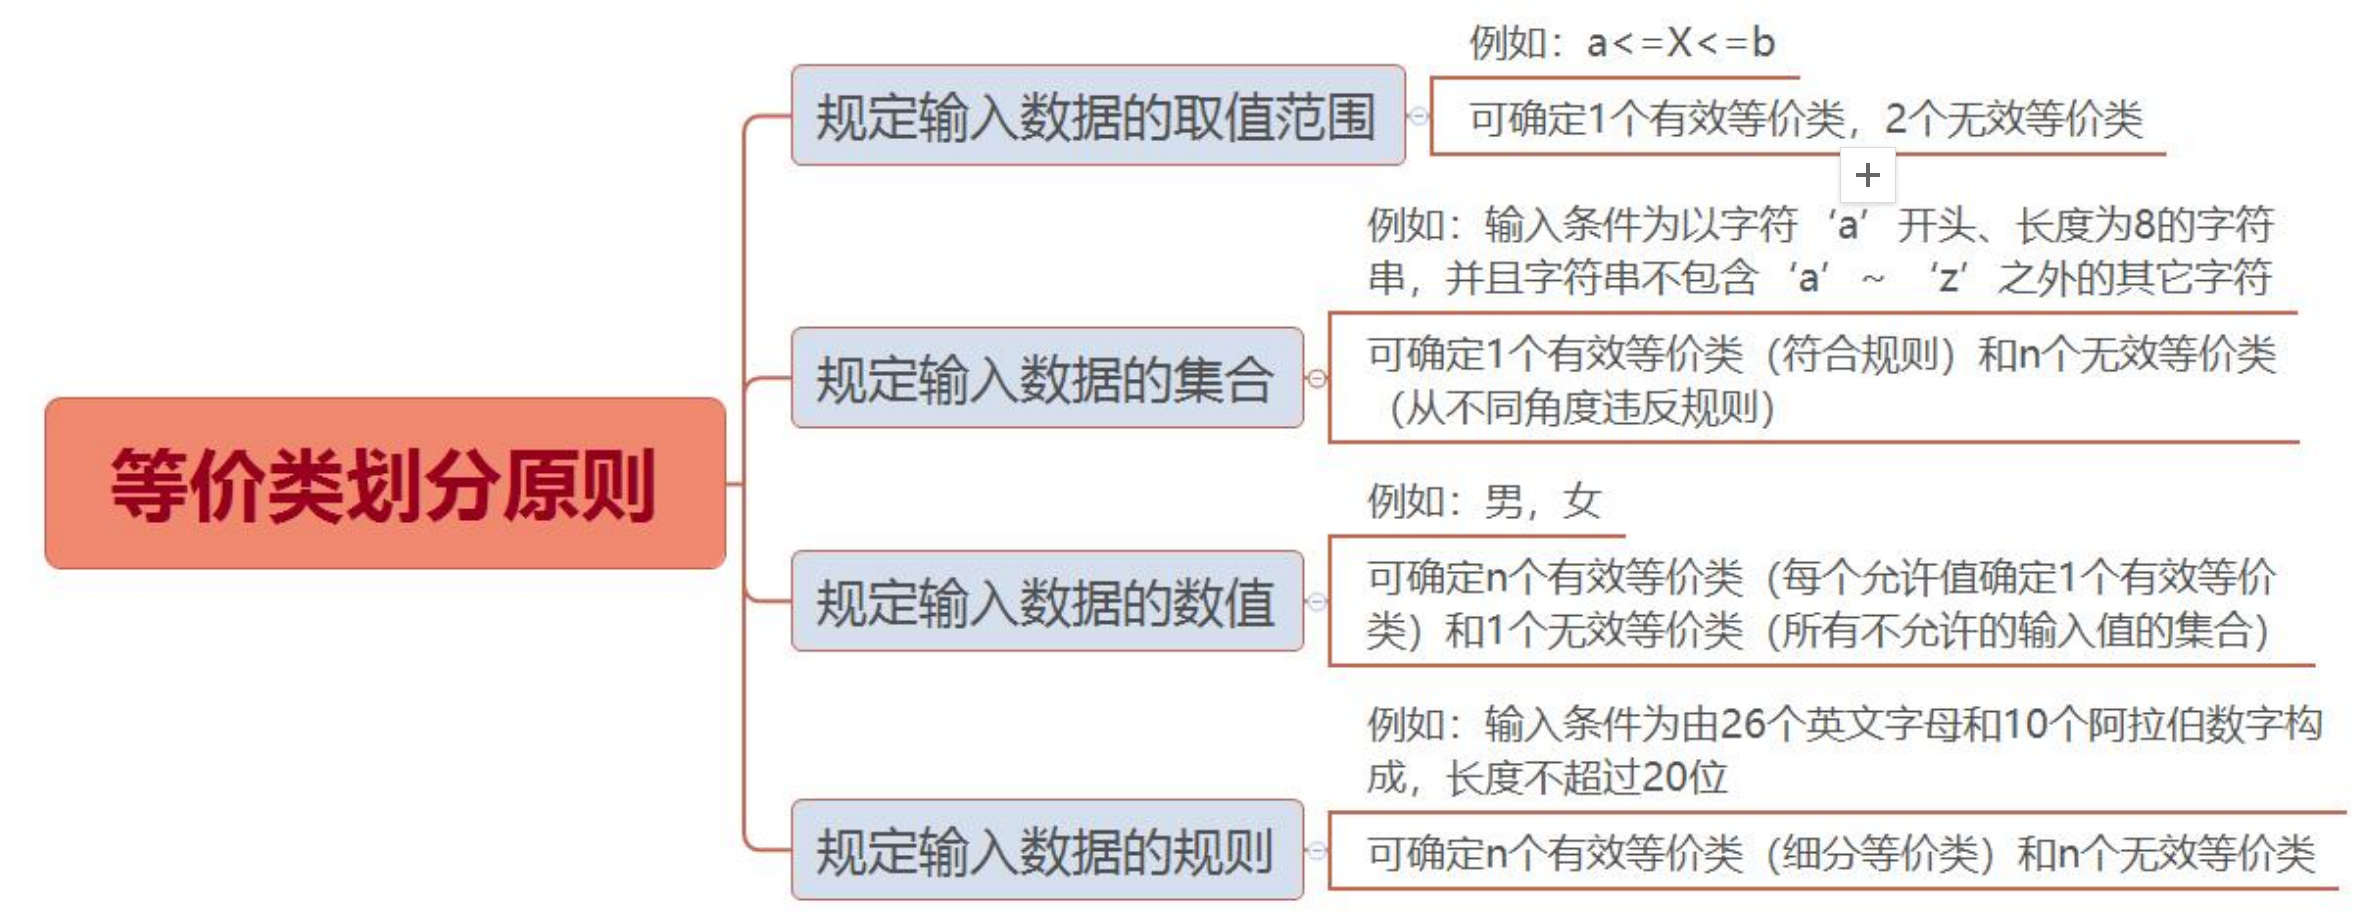 等价类划分原则
规定输入数据的取值范围
例如：a<=X<=b
可确定1个有效等价类，2个无效等价类
规定输入数据的集合
例如：输入条件为以字符‘a’开头、长度为8的字符
串，并且字符串不包含‘a’～‘z’之外的其它字符
可确定1个有效等价类（符合规则）和n个无效等价类
（从不同角度违反规则）
规定输入数据的数值
例如：男，女
可确定n个有效等价类（每个允许值确定1个有效等价
类）和1个无效等价类（所有不允许的输入值的集合）
规定输入数据的规则
例如：输入条件为由26个英文字母和10个阿拉伯数字构
成，长度不超过20位
可确定n个有效等价类（细分等价类）和n个无效等价类